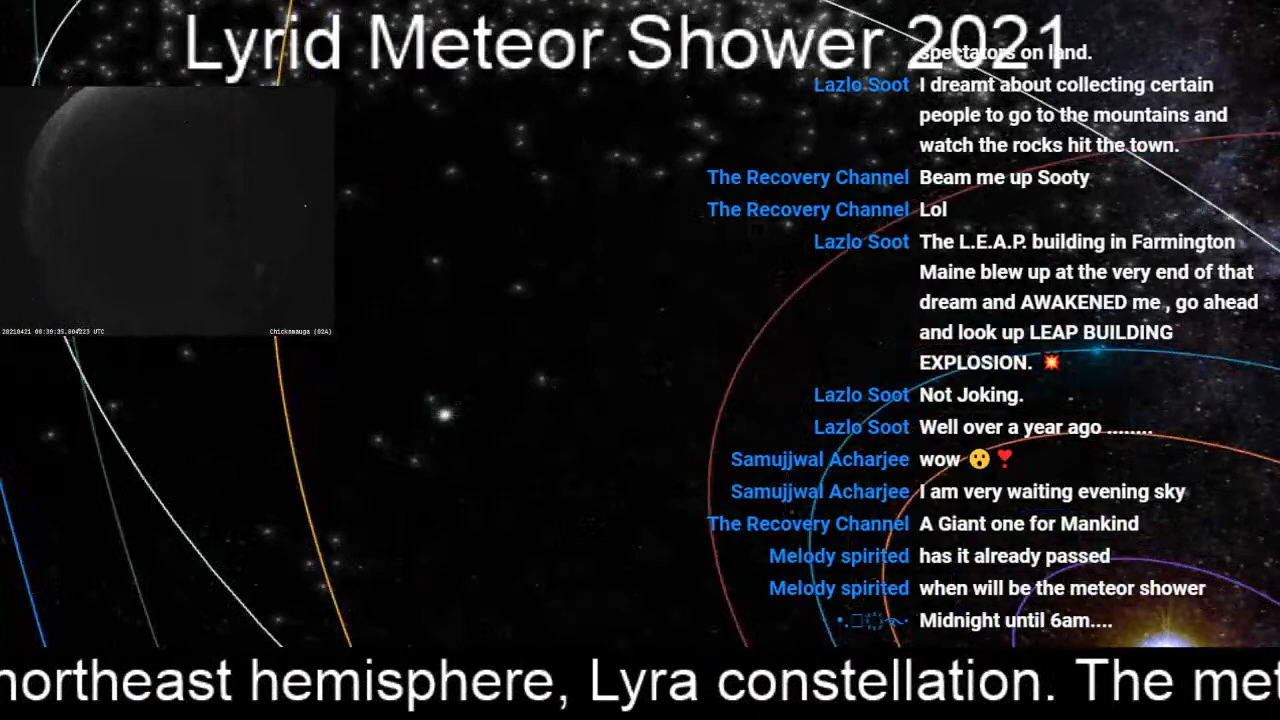 Lyrid Meteor Shower 2021
spectators on land.
Lazlo Soot I dreamt about collecting certain
people to go to the mountains and
watch the rocks hit the town.
The Recovery Channel Beam me up Sooty
The Recovery Channel Lol
Lazlo Soot The L.E.A.P. building in Farmington
Maine blew up at the very end of that
dream and AWAKENED me , go ahead
and look up LEAP BUILDING
EXPLOSION. 💥
Lazlo Soot Not Joking.
Lazlo Soot Well over a year ago ........
Samujjwal Acharjee wow 😮❣️
Samujjwal Acharjee I am very waiting evening sky
The Recovery Channel A Giant one for Mankind
Melody spirited has it already passed
Melody spirited when will be the meteor shower
Midnight until 6am....
UTC
Chickamauga (02A)
northeast hemisphere, Lyra constellation. The met